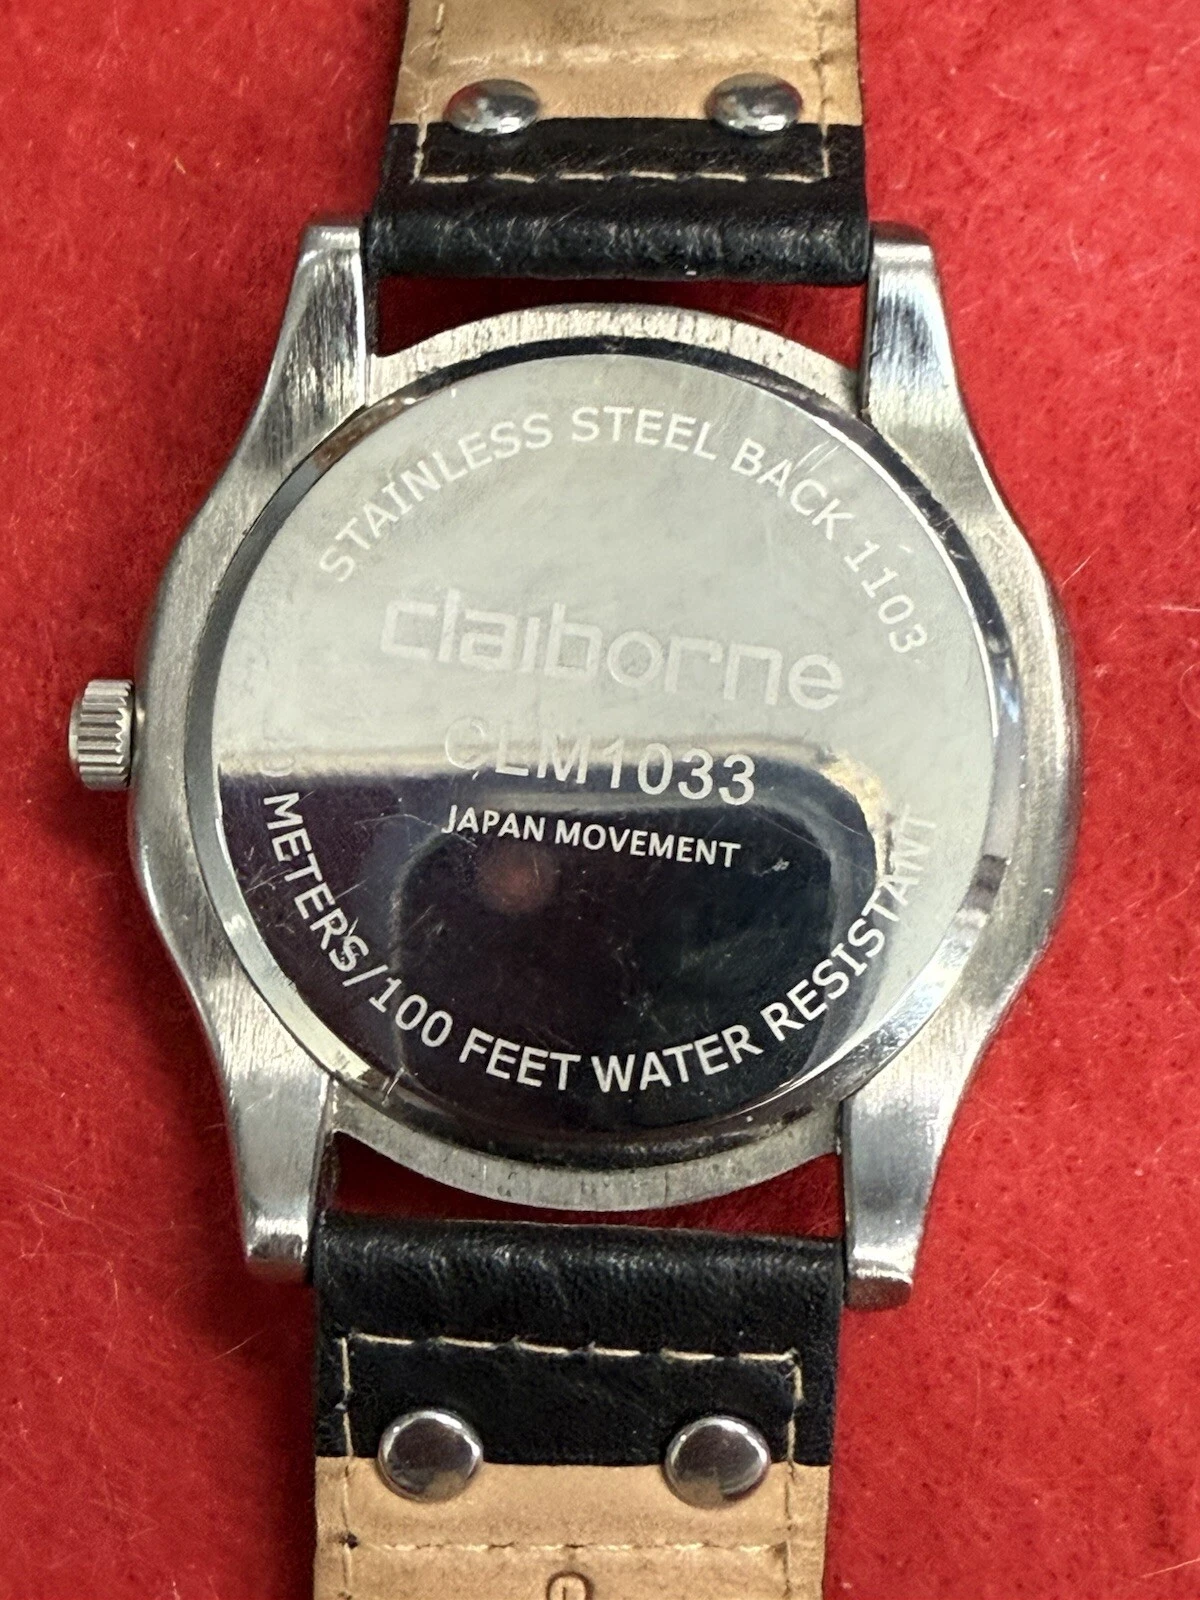 STAINLESS STEEL BACK 1103
claiborne
CLM1033
JAPAN MOVEMENT
METERS/100 FEET WATER RESISTANT